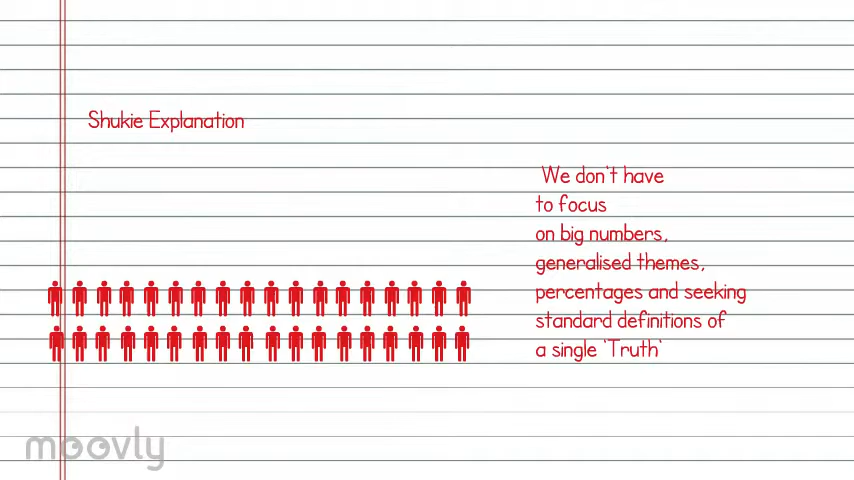 Shukie Explanation
We don't have
to focus
on big numbers,
generalised themes,
percentages and seeking
standard definitions of
a single 'Truth'
moovly